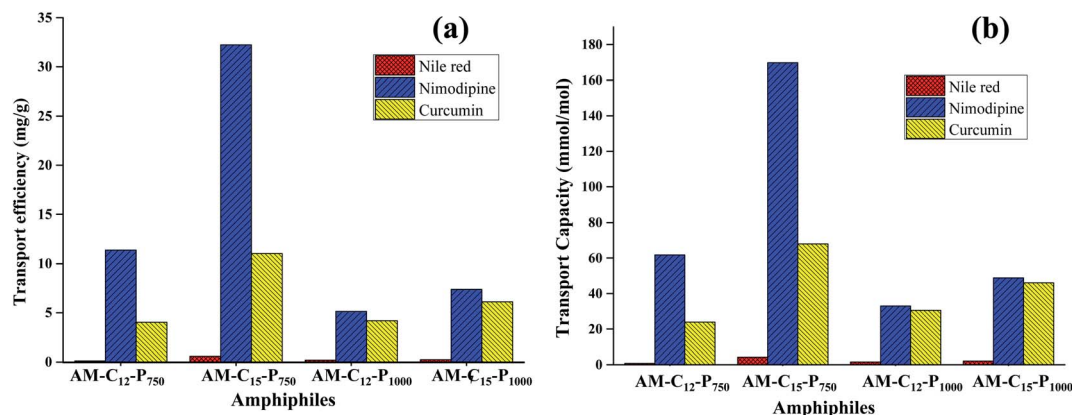 (a)
Transport efficiency (mg/g)
35
30
25
20
15
10
5
0
Nile red
Nimodipine
Curcumin
AM-C₁₂-P₇₅₀
AM-C₁₅-P₇₅₀
AM-C₁₂-P₁₀₀₀
AM-C₁₅-P₁₀₀₀
Amphiphiles
(b)
Transport Capacity (mmol/mol)
180
160
140
120
100
80
60
40
20
0
Nile red
Nimodipine
Curcumin
AM-C₁₂-P₇₅₀
AM-C₁₅-P₇₅₀
AM-C₁₂-P₁₀₀₀
AM-C₁₅-P₁₀₀₀
Amphiphiles